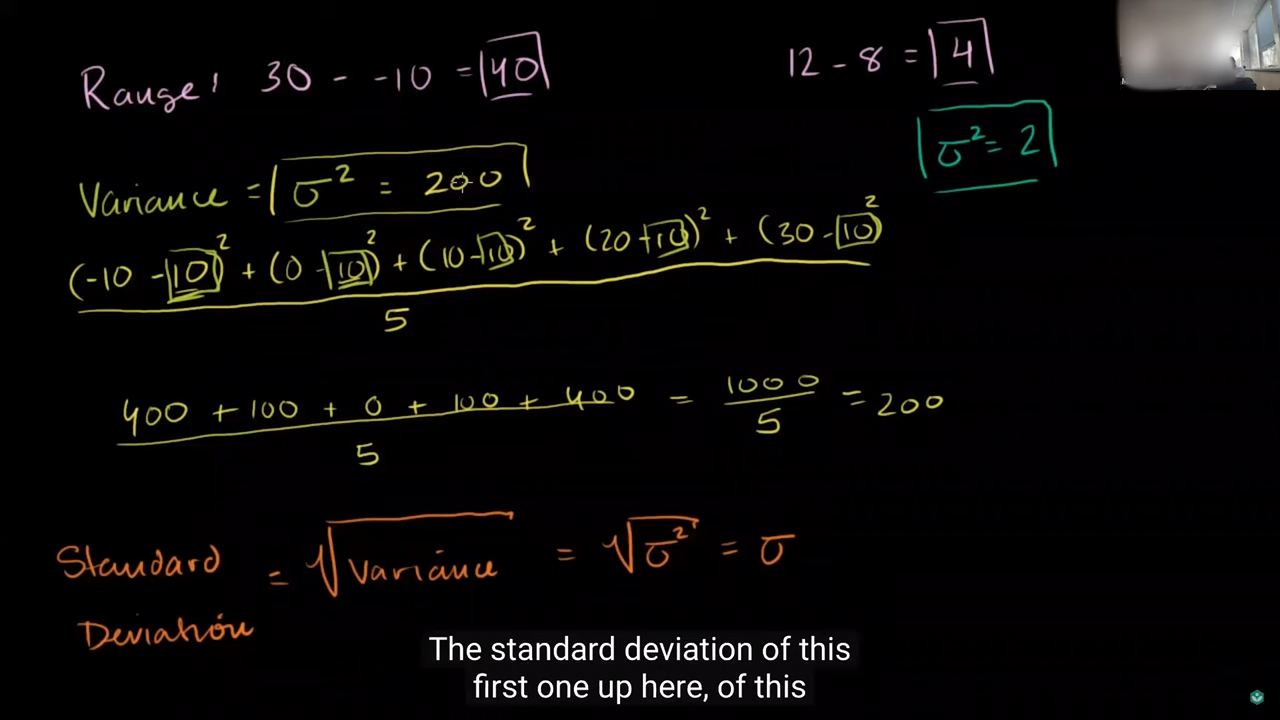 Range: 30 - -10 = 40
12 - 8 = 4
σ² = 2
Variance = σ² = 200
(-10 - 10)² + (0 - 10)² + (10 - 10)² + (20 - 10)² + (30 - 10)²
5
400 + 100 + 0 + 100 + 400 = 1000 = 200
5 5
Standard = √variance = √σ² = σ
Deviation
The standard deviation of this
first one up here, of this